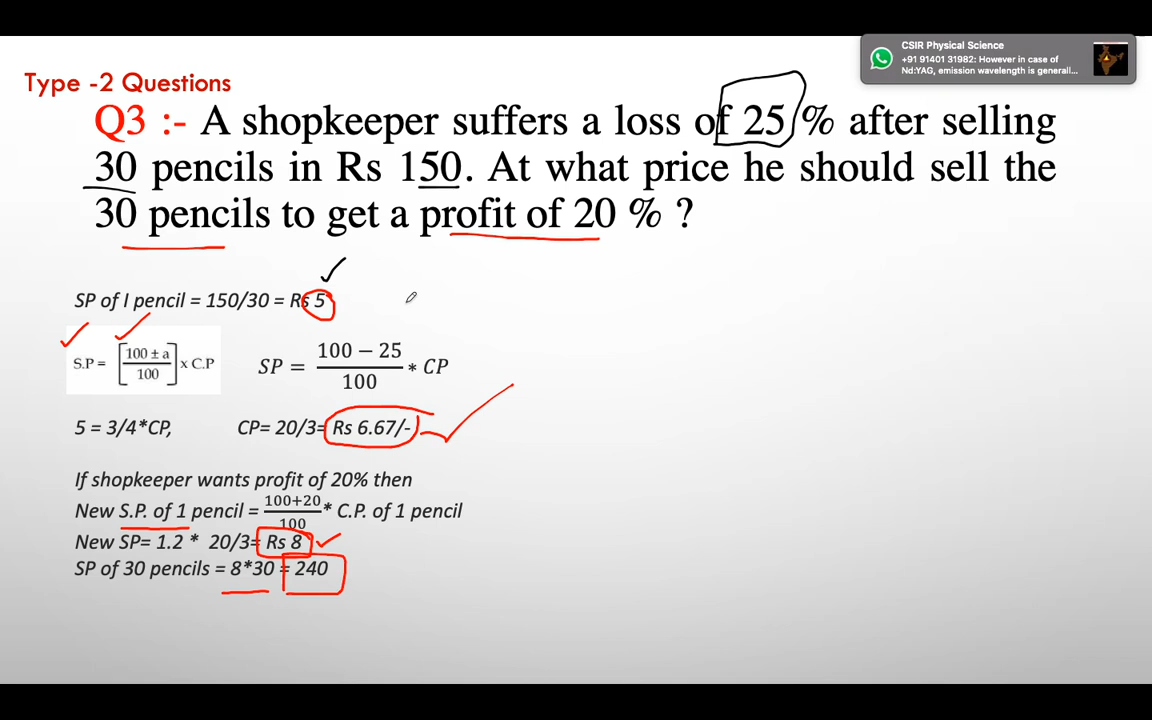 CSIR Physical Science
+91 91401 31982: However in case of
Nd:YAG, emission wavelength is generall...
Type -2 Questions
Q3 :- A shopkeeper suffers a loss of 25 % after selling
30 pencils in Rs 150. At what price he should sell the
30 pencils to get a profit of 20 % ?
SP of I pencil = 150/30 = Rs 5
S.P = [100 ± a / 100] x C.P
SP = 100 − 25 / 100 * CP
5 = 3/4*CP, CP= 20/3= Rs 6.67/-
If shopkeeper wants profit of 20% then
New S.P. of 1 pencil = 100+20 / 100 * C.P. of 1 pencil
New SP= 1.2 * 20/3= Rs 8
SP of 30 pencils = 8*30 = 240